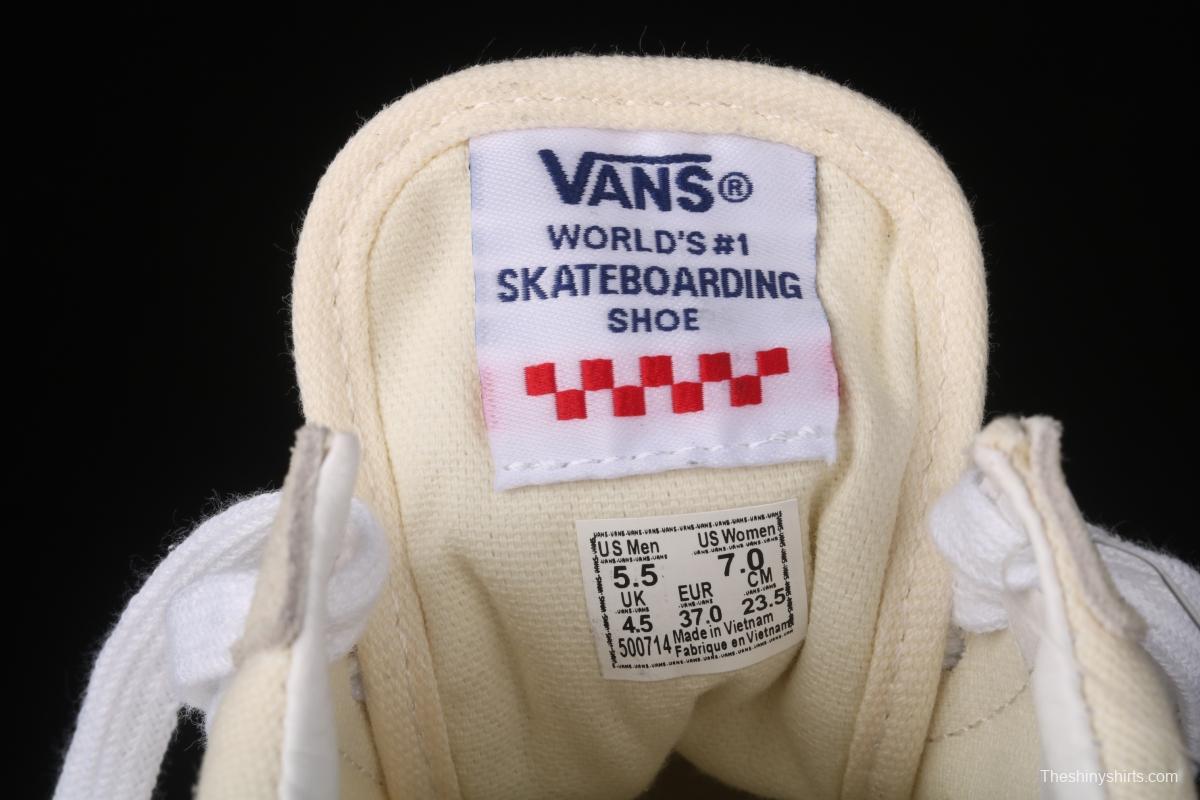 VANS®
WORLD'S #1
SKATEBOARDING
SHOE
US Men US Women
5.5 7.0
UK EUR CM
4.5 37.0 23.5
500714 Made in Vietnam
Fabrique en Vietnam
Theshinyshirts.com